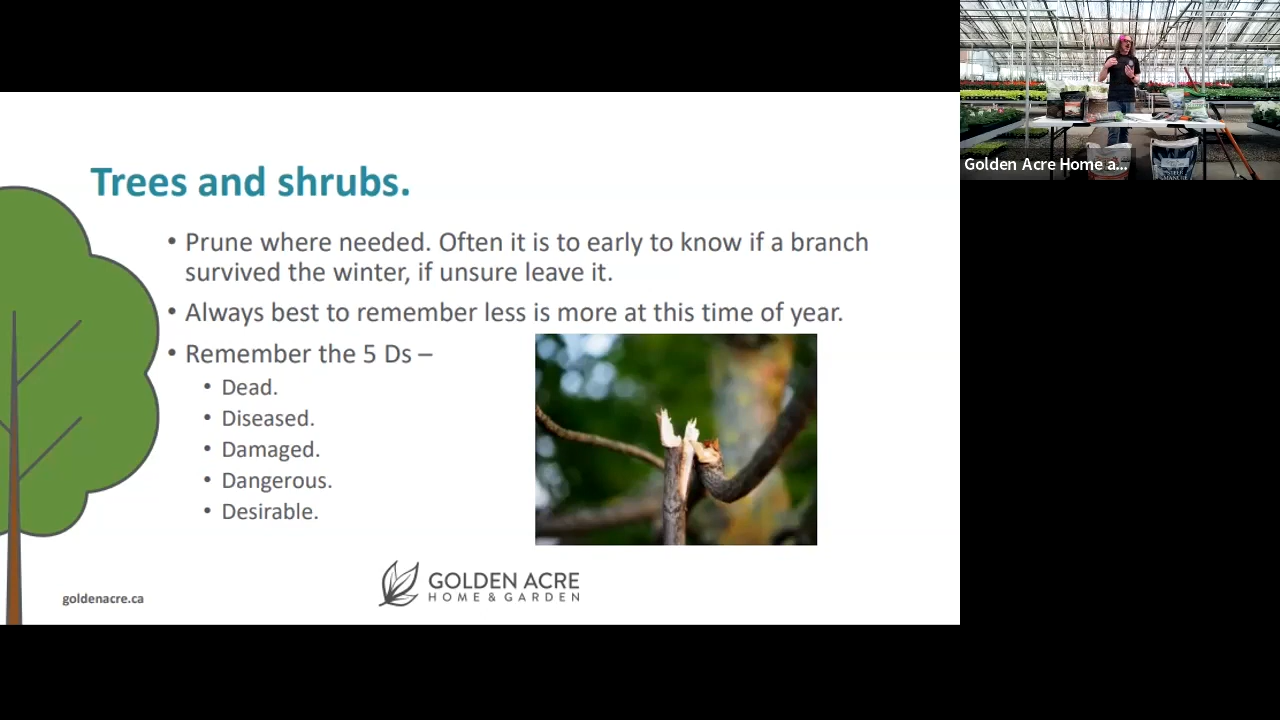 Golden Acre Home a...
Trees and shrubs.
• Prune where needed. Often it is to early to know if a branch
survived the winter, if unsure leave it.
• Always best to remember less is more at this time of year.
• Remember the 5 Ds –
• Dead.
• Diseased.
• Damaged.
• Dangerous.
• Desirable.
goldenacre.ca
GOLDEN ACRE
HOME & GARDEN